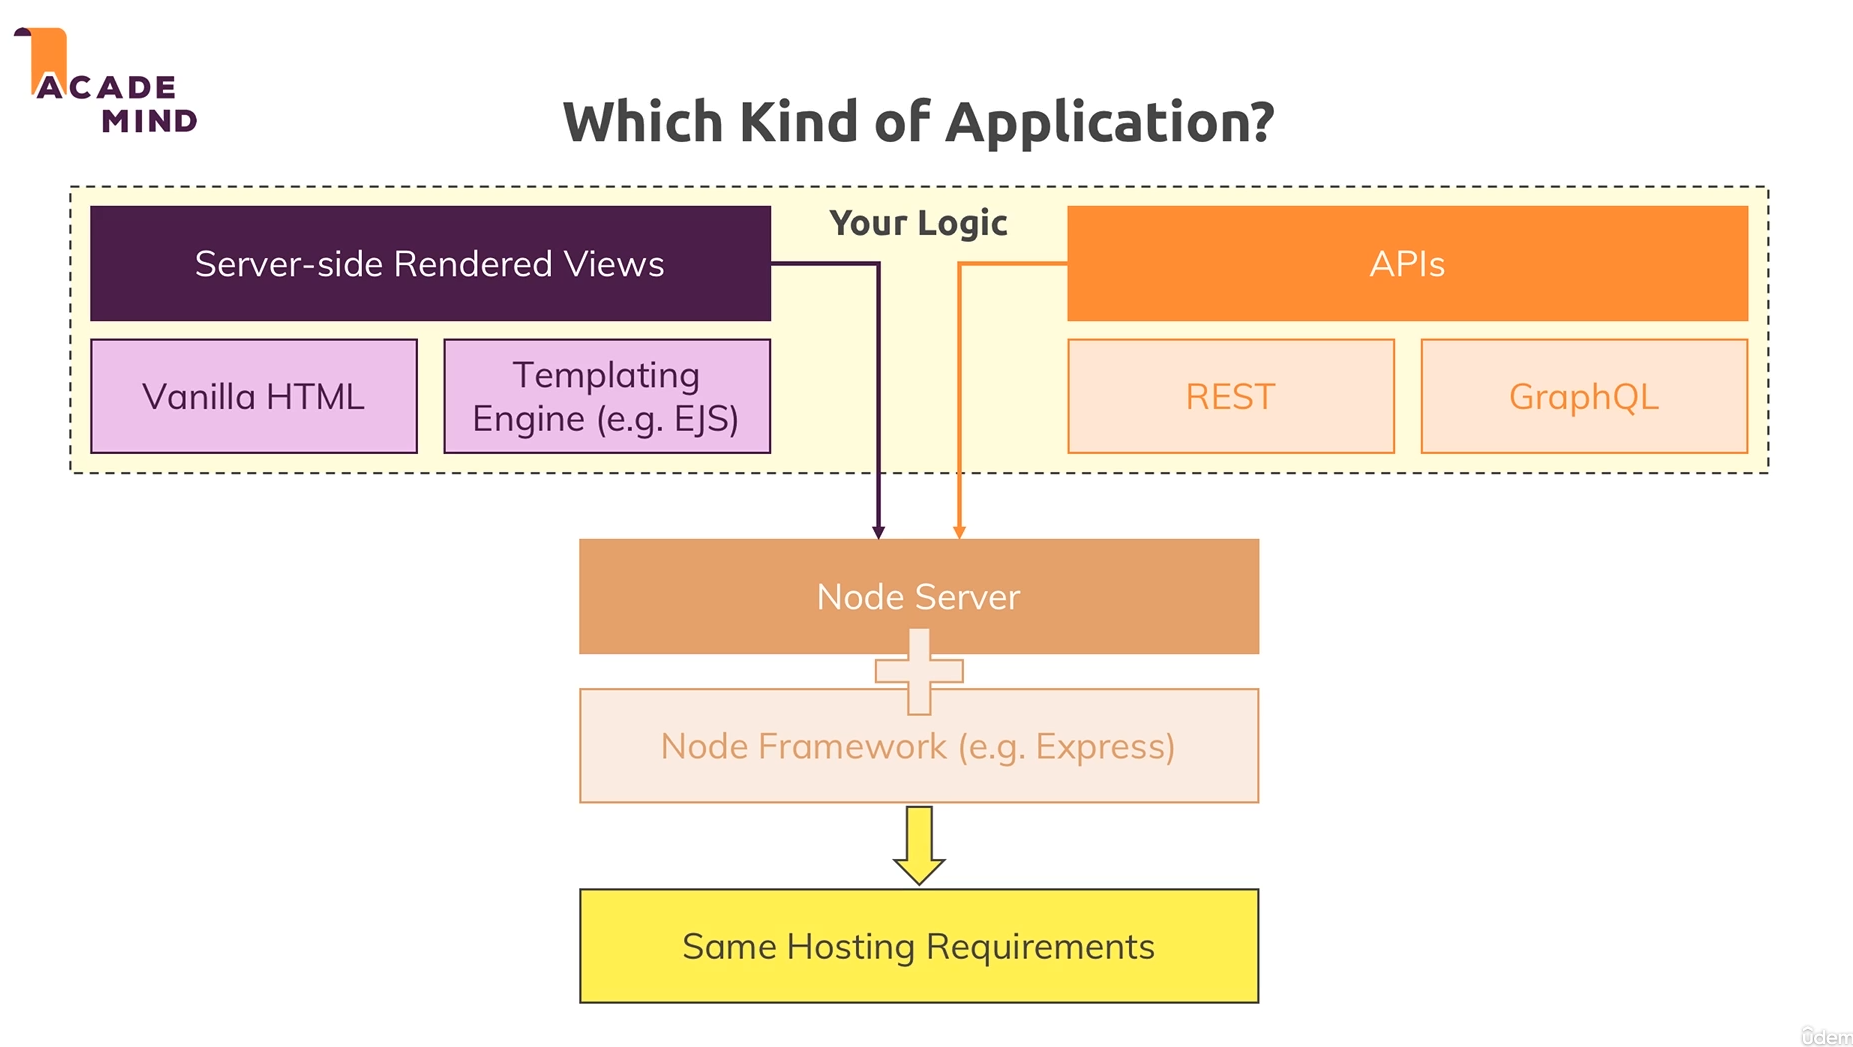 ACADE
MIND
Which Kind of Application?
Your Logic
Server-side Rendered Views
APIs
Vanilla HTML
Templating
Engine (e.g. EJS)
REST
GraphQL
Node Server
Node Framework (e.g. Express)
Same Hosting Requirements
ûdem